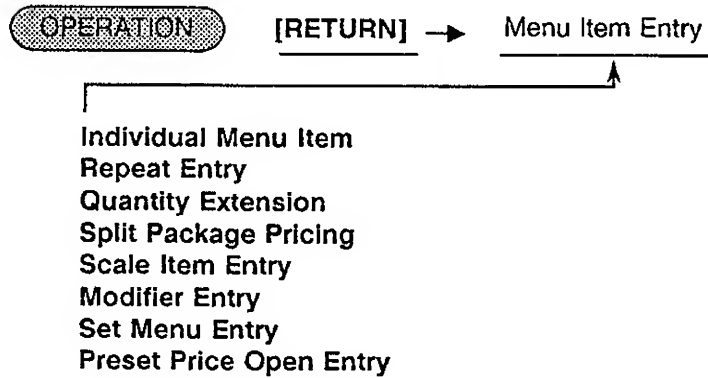 OPERATION [RETURN] → Menu Item Entry
Individual Menu Item
Repeat Entry
Quantity Extension
Split Package Pricing
Scale Item Entry
Modifier Entry
Set Menu Entry
Preset Price Open Entry